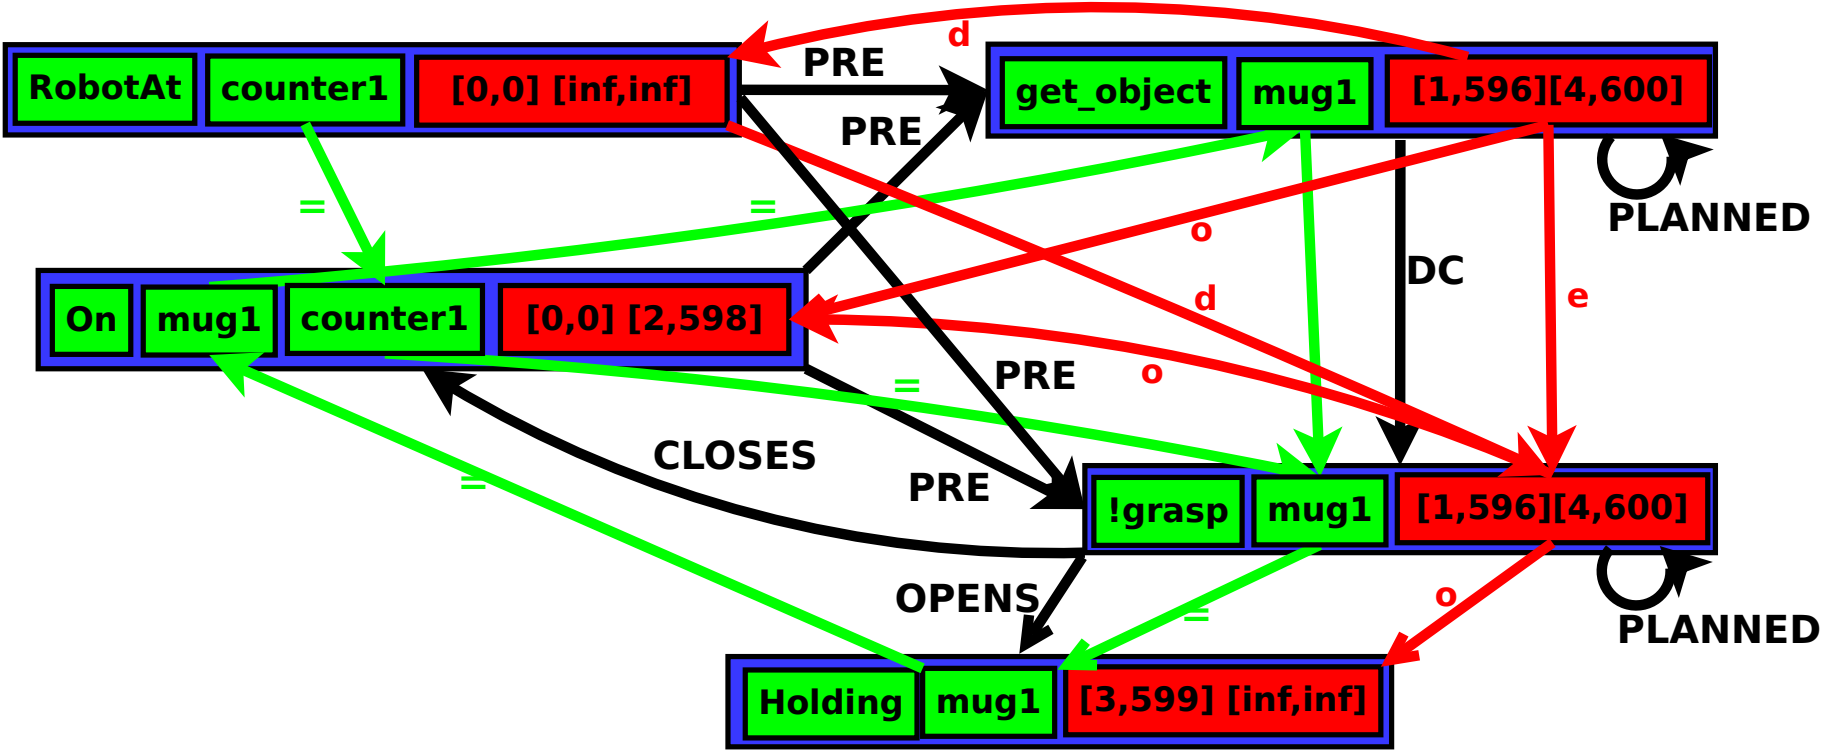 d
PRE
RobotAt counter1 [0,0] [inf,inf]
get_object mug1 [1,596][4,600]
PRE
= =
PLANNED
o
DC
d
e
On mug1 counter1 [0,0] [2,598]
PRE
o
=
CLOSES
=
PRE
!grasp mug1 [1,596][4,600]
OPENS
=
o
PLANNED
Holding mug1 [3,599] [inf,inf]